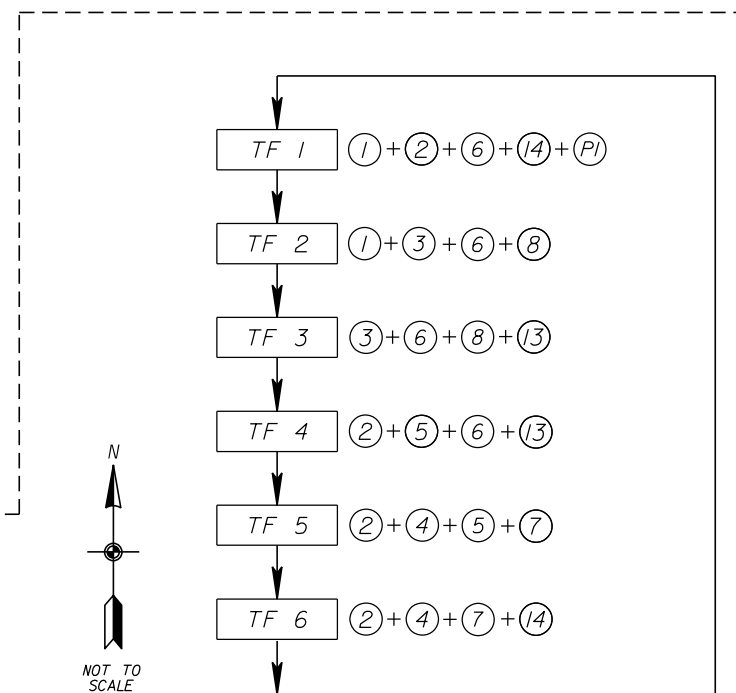 TF 1 1+2+6+14+P1
TF 2 1+3+6+8
TF 3 3+6+8+13
TF 4 2+5+6+13
TF 5 2+4+5+7
TF 6 2+4+7+14
N
NOT TO
SCALE